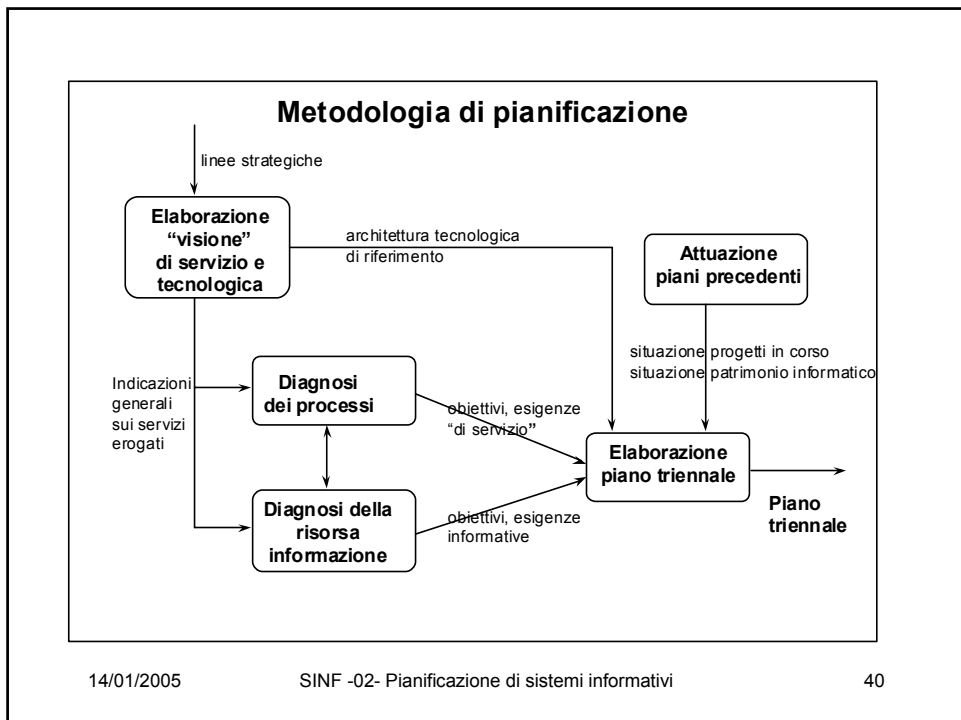 Metodologia di pianificazione
linee strategiche
Elaborazione
“visione”
di servizio e
tecnologica
architettura tecnologica
di riferimento
Attuazione
piani precedenti
situazione progetti in corso
situazione patrimonio informatico
Indicazioni
generali
sui servizi
erogati
Diagnosi
dei processi
obiettivi, esigenze
“di servizio”
Elaborazione
piano triennale
Piano
triennale
Diagnosi della
risorsa
informazione
obiettivi, esigenze
informative
14/01/2005
SINF -02- Pianificazione di sistemi informativi
40